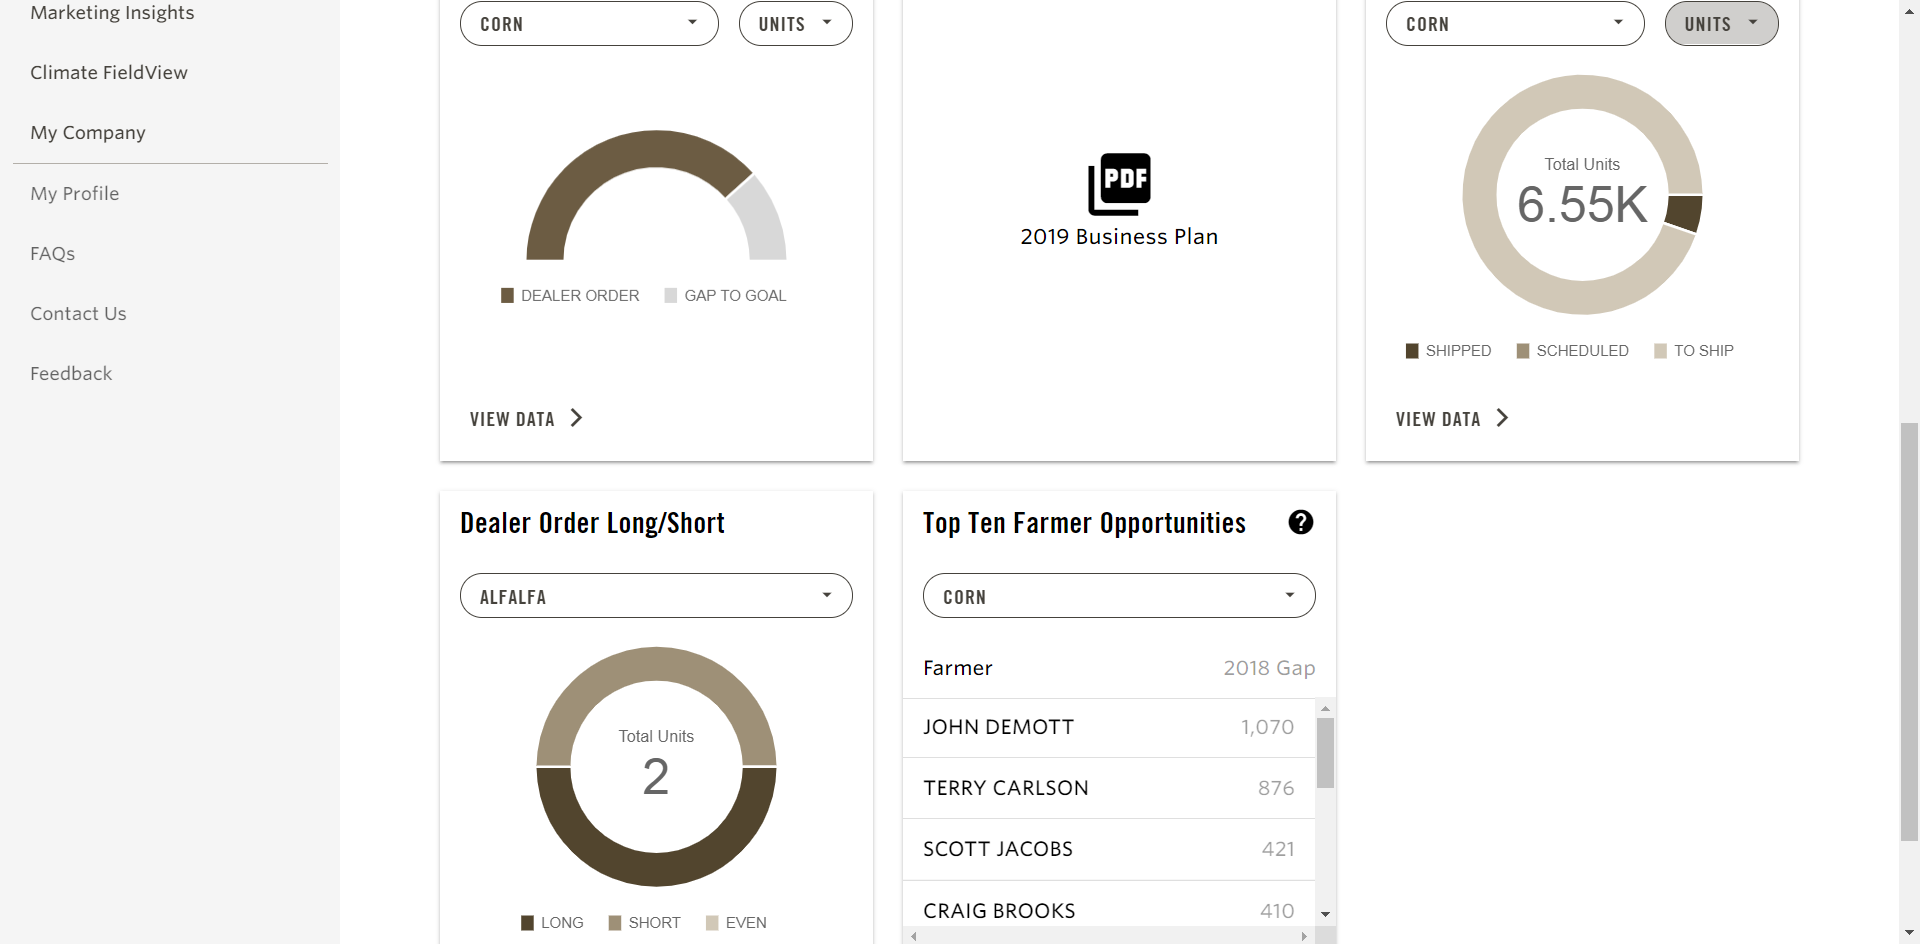 Marketing Insights
Climate FieldView
My Company
My Profile
FAQs
Contact Us
Feedback
CORN UNITS
DEALER ORDER GAP TO GOAL
VIEW DATA
PDF
2019 Business Plan
CORN UNITS
Total Units
6.55K
SHIPPED SCHEDULED TO SHIP
VIEW DATA
Dealer Order Long/Short
ALFALFA
Total Units
2
LONG SHORT EVEN
Top Ten Farmer Opportunities ?
CORN
Farmer 2018 Gap
JOHN DEMOTT 1,070
TERRY CARLSON 876
SCOTT JACOBS 421
CRAIG BROOKS 410